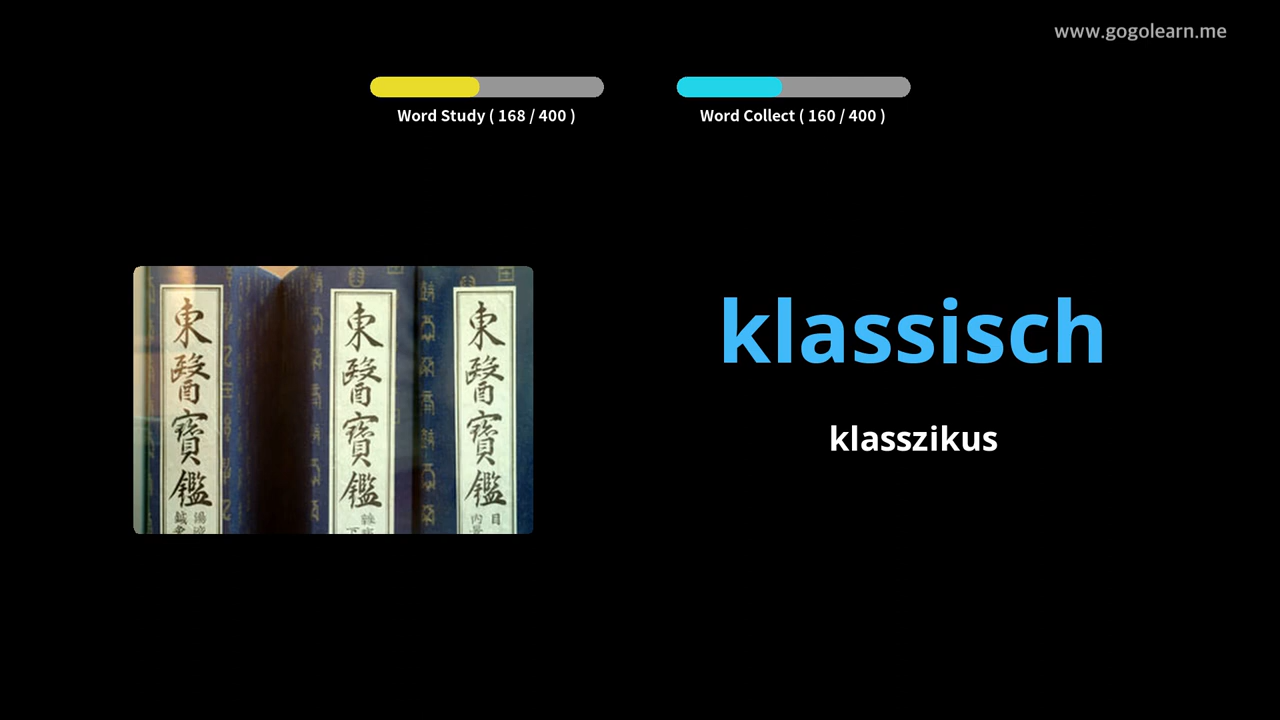 www.gogolearn.me
Word Study ( 168 / 400 )
Word Collect ( 160 / 400 )
東醫寶鑑
東醫寶鑑
東醫寶鑑
klassisch
klasszikus